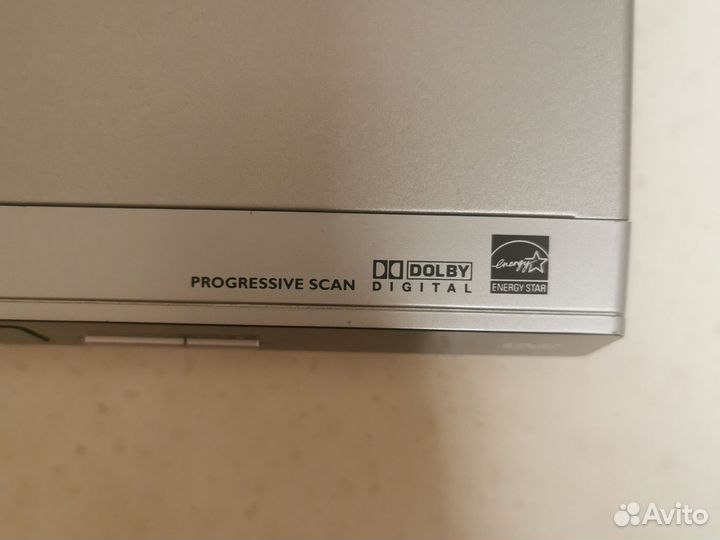 PROGRESSIVE SCAN
DOLBY
DIGITAL
energy
ENERGY STAR
Avito